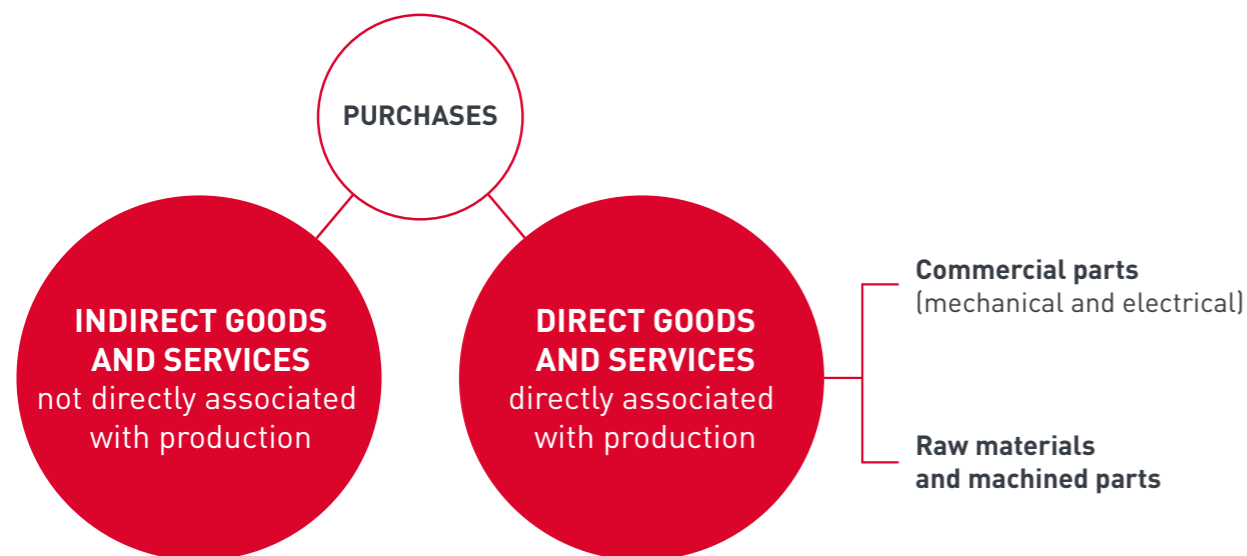 PURCHASES
INDIRECT GOODS
AND SERVICES
not directly associated
with production
DIRECT GOODS
AND SERVICES
directly associated
with production
Commercial parts
(mechanical and electrical)
Raw materials
and machined parts